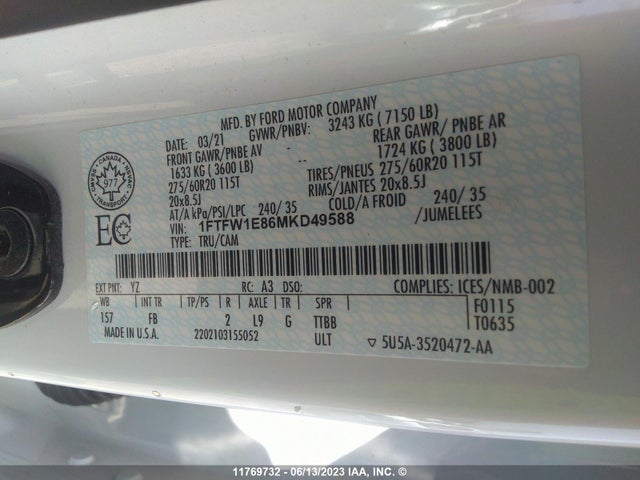 MFD. BY FORD MOTOR COMPANY
DATE: 03/21 GVWR/PNBV: 3243 KG ( 7150 LB)
FRONT GAWR/PNBE AV -- REAR GAWR/ PNBE AR
1633 KG ( 3600 LB) 1724 KG ( 3800 LB)
275/60R20 115T TIRES/PNEUS 275/60R20 115T
20x8.5J RIMS/JANTES 20x8.5J
AT/A kPa/PSI/LPC 240/ 35 COLD/A FROID 240/ 35
VIN: 1FTFW1E86MKD49588 -- /JUMELEES
TYPE: TRU/CAM
977
EC
EXT PNT: YZ RC: A3 DSO: COMPLIES: ICES/NMB-002
WB INT TR TP/PS R AXLE TR SPR F0115
157 FB 2 L9 G TTBB T0635
MADE IN U.S.A. 2202103155052 ULT ▽ 5U5A-3520472-AA
11769732 - 06/13/2023 IAA, INC. ©